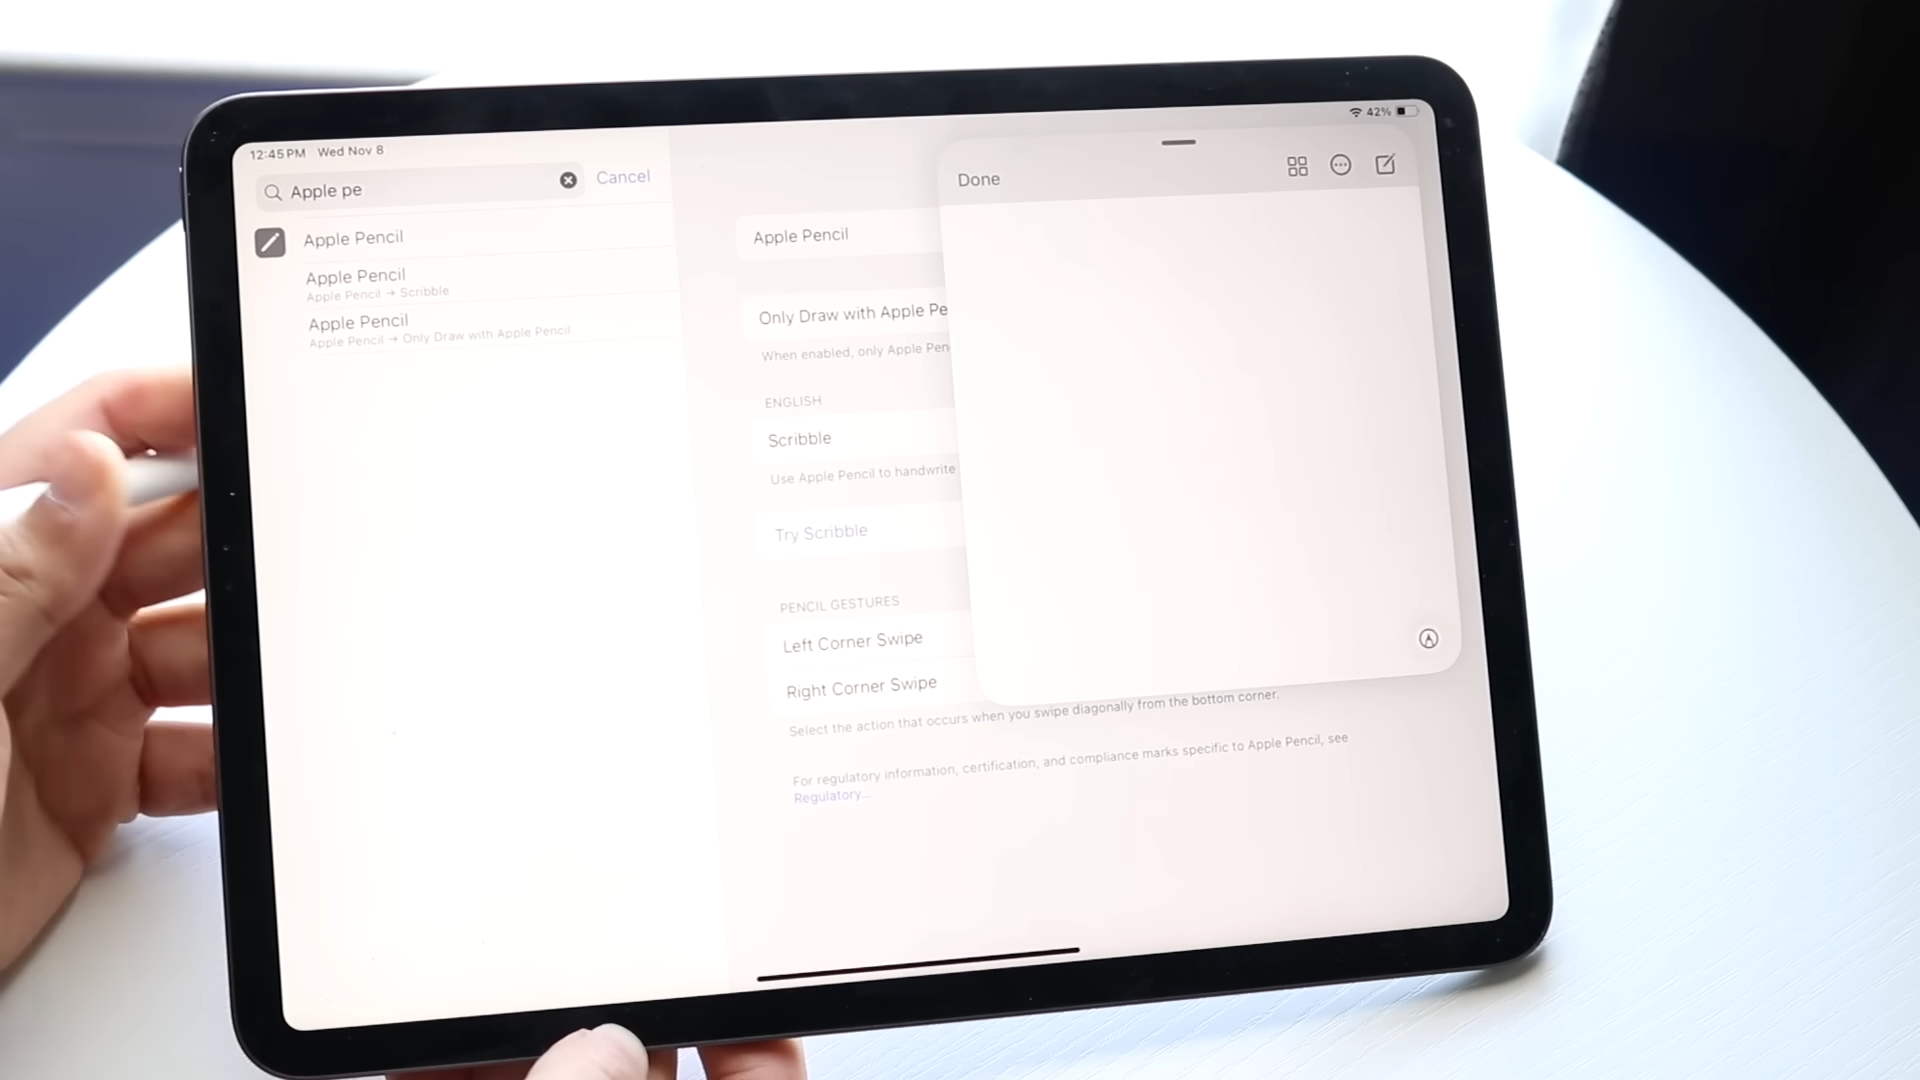 12:45 PM Wed Nov 8
42%
Apple pe
Cancel
Apple Pencil
Apple Pencil
Apple Pencil → Scribble
Apple Pencil
Apple Pencil → Only Draw with Apple Pencil
Apple Pencil
Only Draw with Apple Pe
When enabled, only Apple Pen
ENGLISH
Scribble
Use Apple Pencil to handwrite
Try Scribble
PENCIL GESTURES
Left Corner Swipe
Right Corner Swipe
Select the action that occurs when you swipe diagonally from the bottom corner.
For regulatory information, certification, and compliance marks specific to Apple Pencil, see
Regulatory...
Done